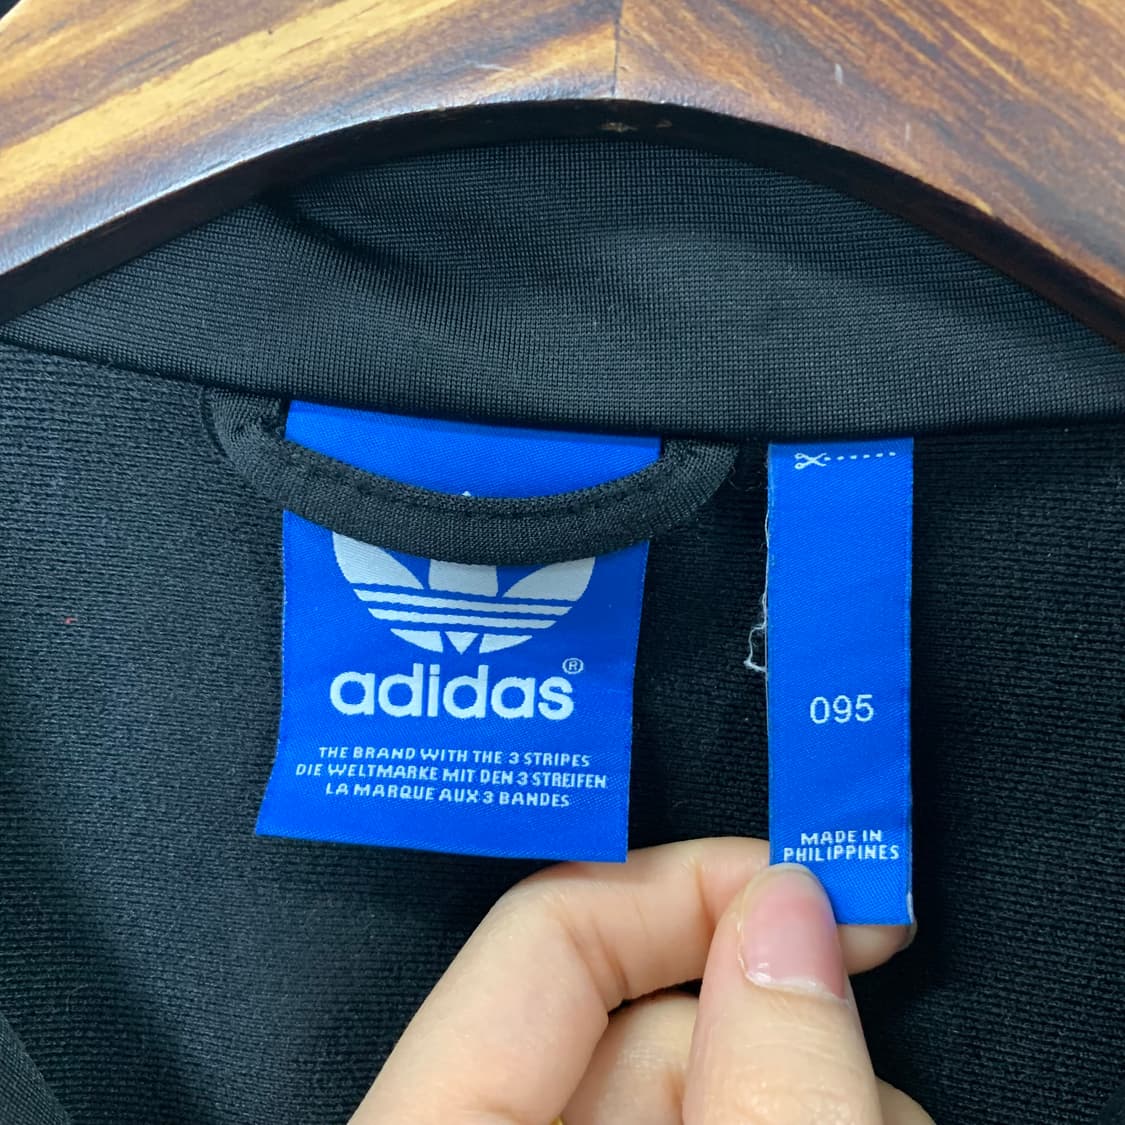 adidas®
THE BRAND WITH THE 3 STRIPES
DIE WELTMARKE MIT DEN 3 STREIFEN
LA MARQUE AUX 3 BANDES
095
MADE IN
PHILIPPINES